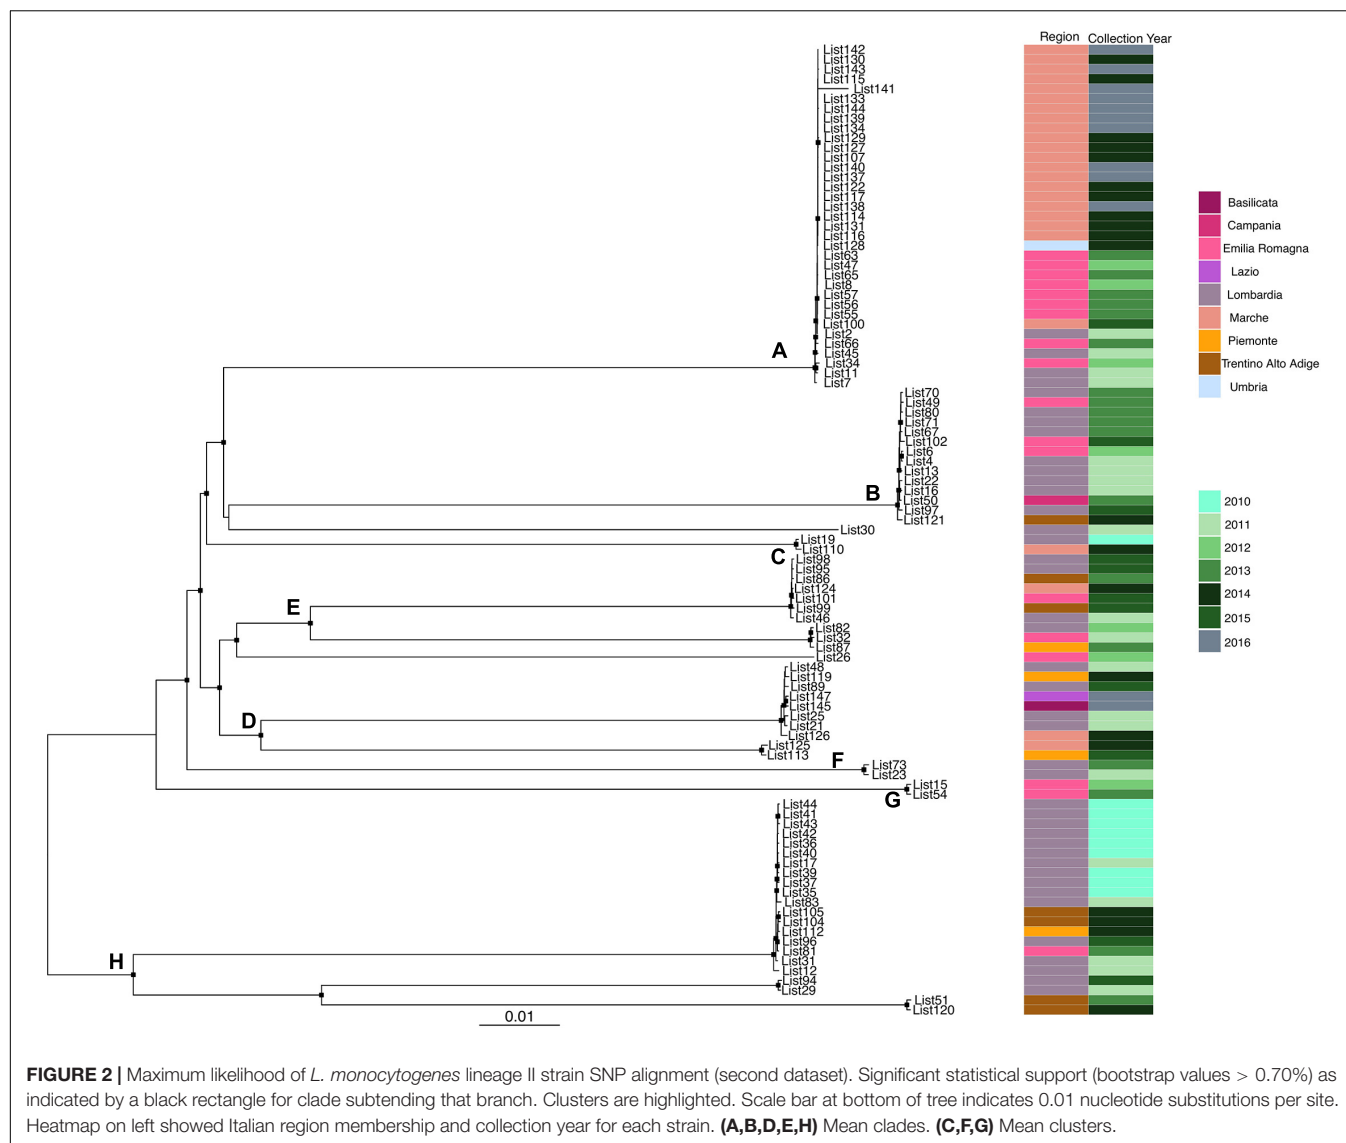 Region Collection Year
List142
List130
List143
List115
List141
List133
List144
List139
List134
List129
List127
List107
List140
List137
List122
List117
List138
List114
List131
List116
List128
List63
List47
List65
List8
List57
List56
List55
List100
List2
List66
A
List45
List34
List11
List7
List70
List49
List80
List71
List67
List102
List6
List4
List13
List22
B
List16
List50
List97
List121
List30
List19
List110
C
List98
List95
List86
List124
List101
E
List99
List46
List82
List32
List87
List26
List48
List119
List89
List147
List145
List25
D
List21
List126
List125
List113
F
List73
List23
List15
List54
G
List44
List41
List43
List42
List36
List40
List17
List39
List37
List35
List83
List105
List104
List112
List96
List81
H
List31
List12
List94
List29
List51
List120
0.01
Basilicata
Campania
Emilia Romagna
Lazio
Lombardia
Marche
Piemonte
Trentino Alto Adige
Umbria
2010
2011
2012
2013
2014
2015
2016
FIGURE 2 | Maximum likelihood of L. monocytogenes lineage II strain SNP alignment (second dataset). Significant statistical support (bootstrap values > 0.70%) as
indicated by a black rectangle for clade subtending that branch. Clusters are highlighted. Scale bar at bottom of tree indicates 0.01 nucleotide substitutions per site.
Heatmap on left showed Italian region membership and collection year for each strain. (A,B,D,E,H) Mean clades. (C,F,G) Mean clusters.